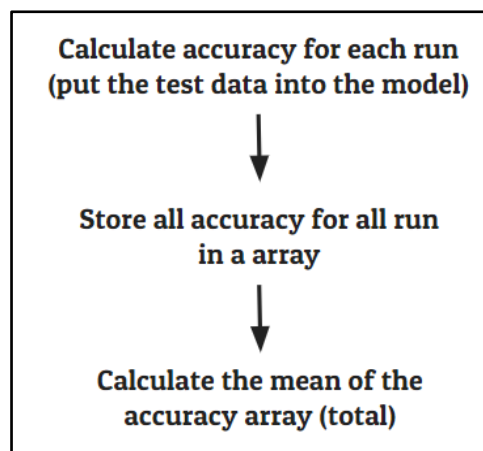 Calculate accuracy for each run
(put the test data into the model)
Store all accuracy for all run
in a array
Calculate the mean of the
accuracy array (total)